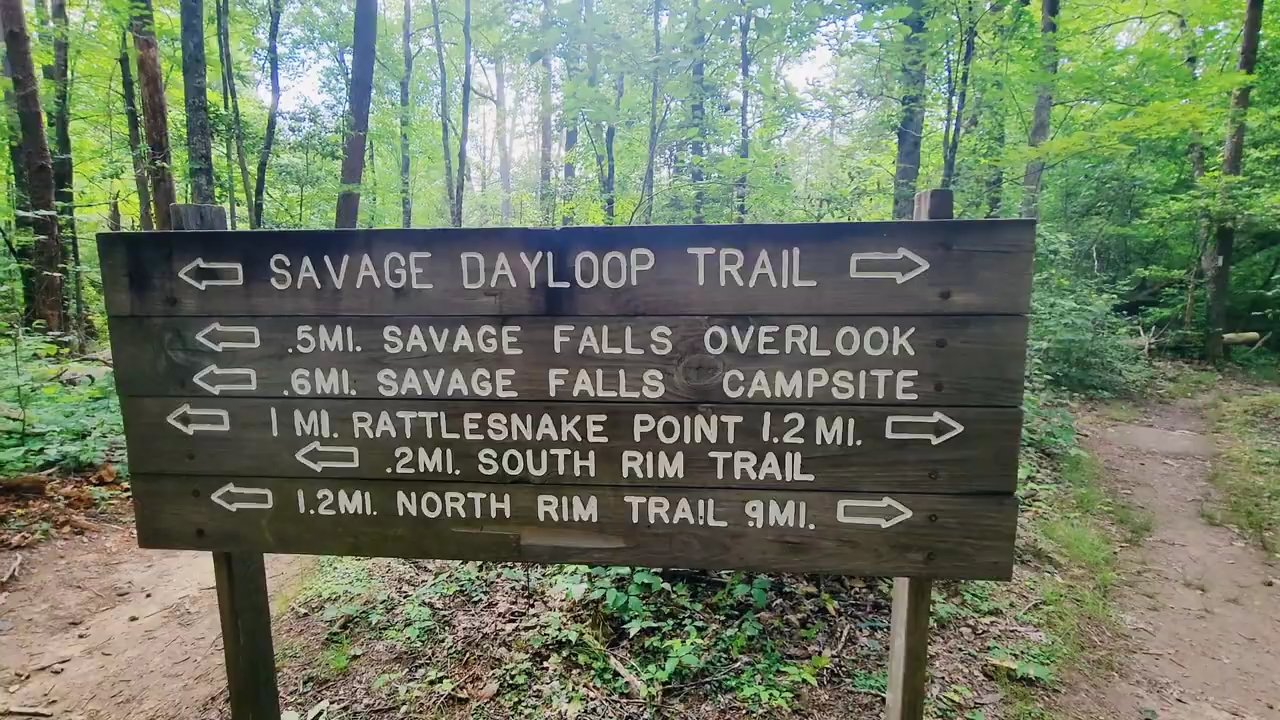 SAVAGE DAYLOOP TRAIL
.5MI. SAVAGE FALLS OVERLOOK
.6MI. SAVAGE FALLS CAMPSITE
1 MI. RATTLESNAKE POINT 1.2 MI.
.2MI. SOUTH RIM TRAIL
1.2MI. NORTH RIM TRAIL 9MI.